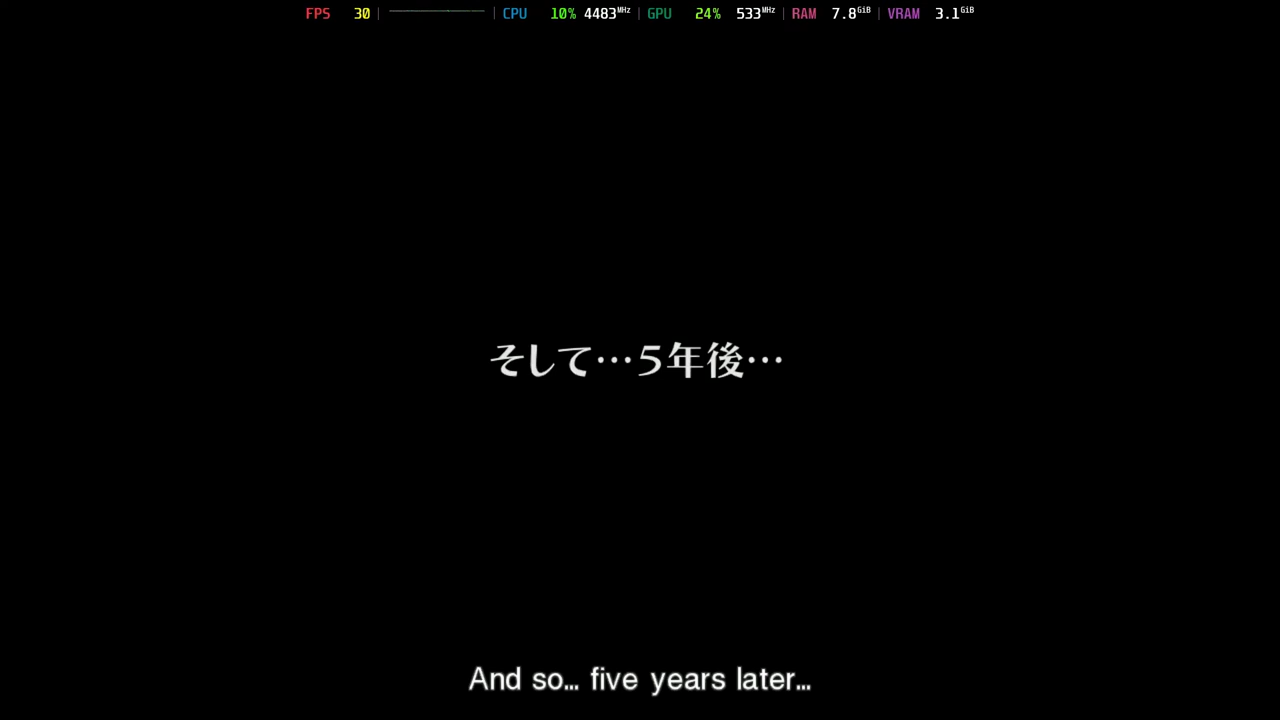 FPS 30 | CPU 10% 4483MHz | GPU 24% 533MHz | RAM 7.8GiB | VRAM 3.1GiB
そして…５年後…
And so... five years later...